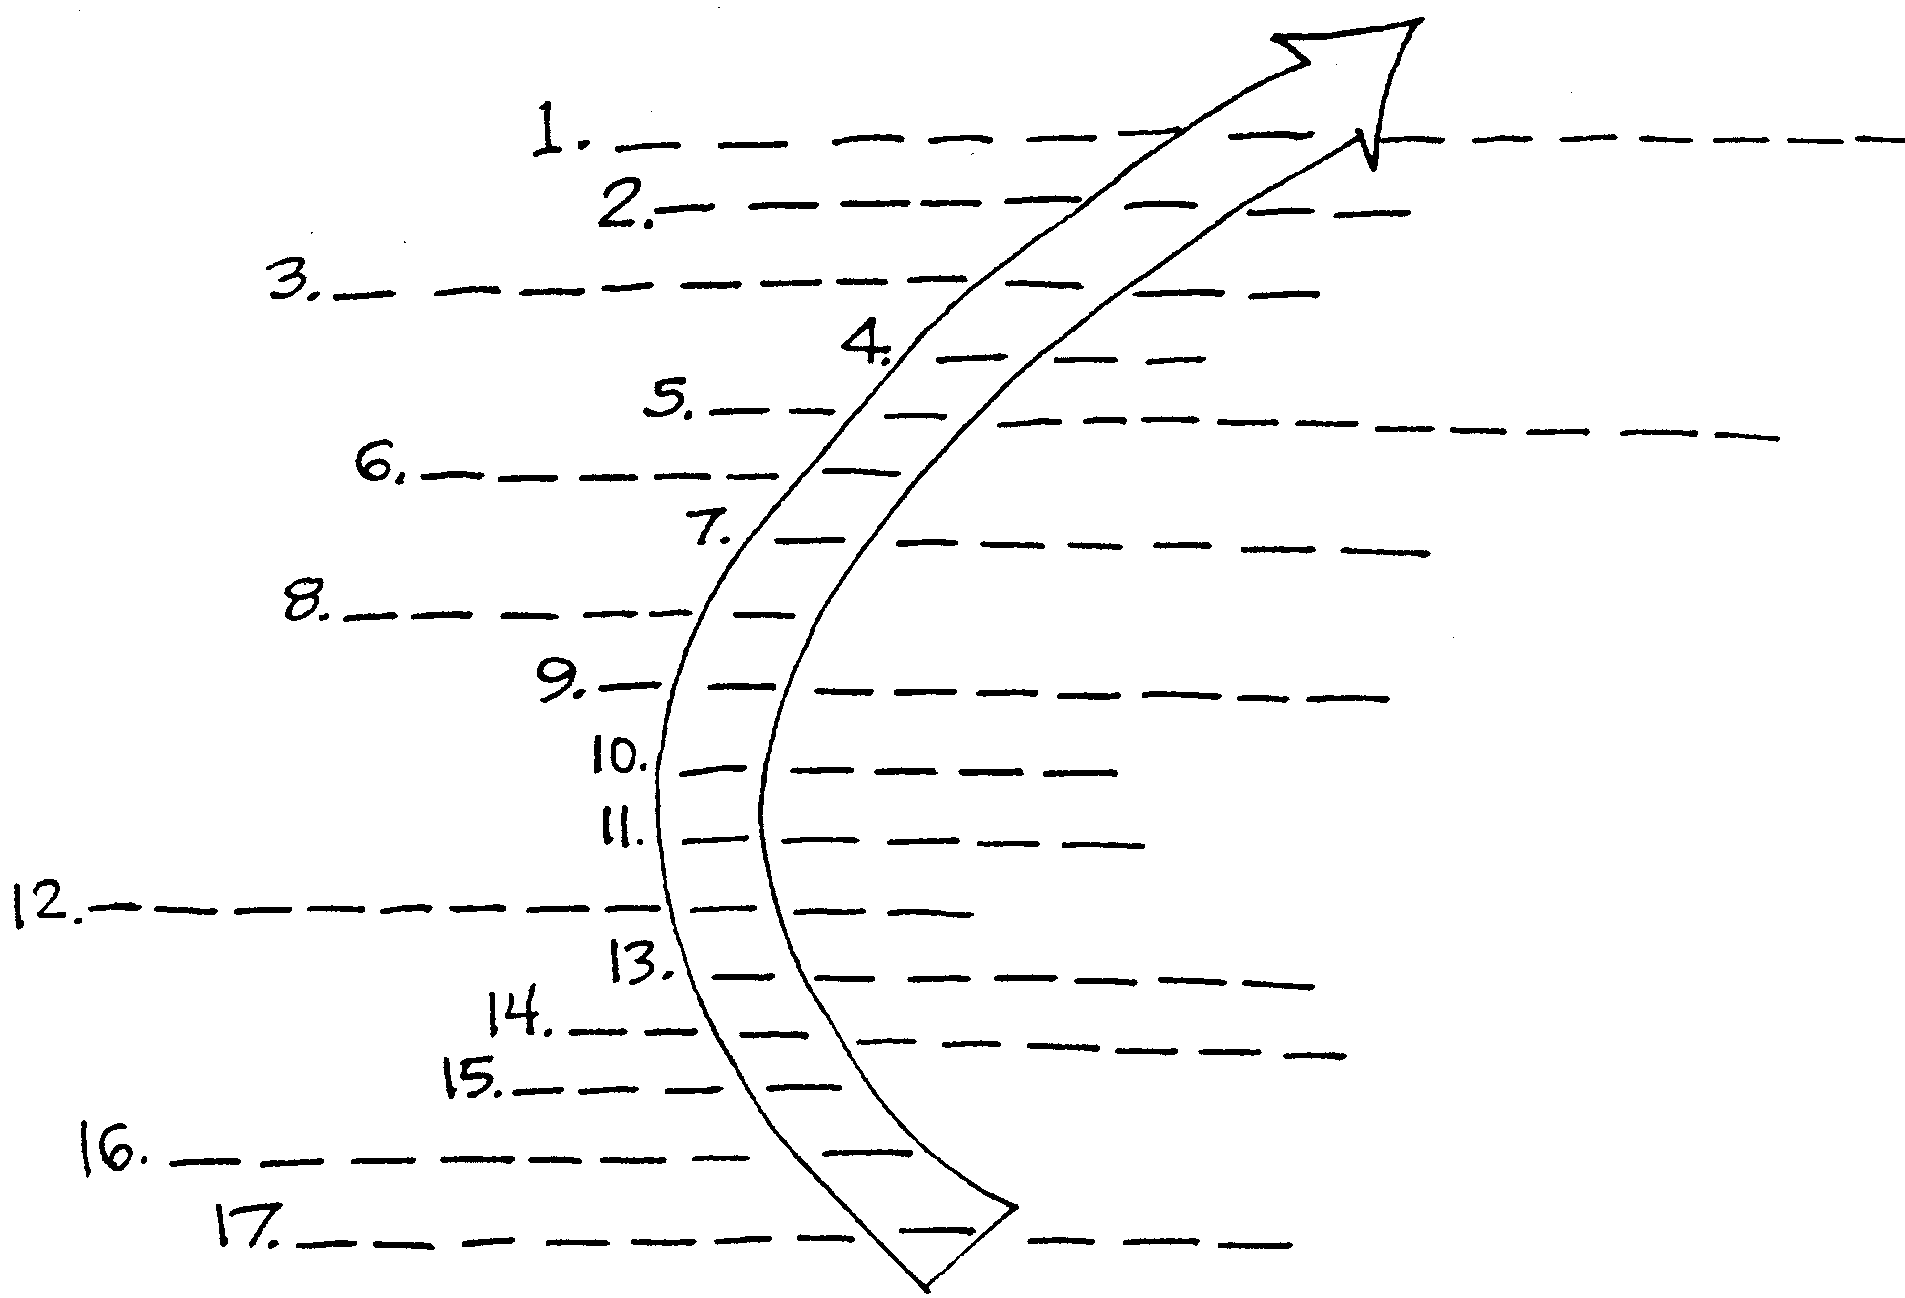 1. _ _ _ _ _ _ _ _ _ _ _ _ _ _
2. _ _ _ _ _ _ _ _
3. _ _ _ _ _ _ _ _ _ _ _
4. _ _ _
5. _ _ _ _ _ _ _ _ _ _ _ _ _
6. _ _ _ _ _ _
7. _ _ _ _ _ _ _
8. _ _ _ _ _ _
9. _ _ _ _ _ _ _ _ _
10. _ _ _ _ _
11. _ _ _ _ _
12. _ _ _ _ _ _ _ _ _ _ _
13. _ _ _ _ _ _ _
14. _ _ _ _ _ _ _ _ _
15. _ _ _ _
16. _ _ _ _ _ _ _ _
17. _ _ _ _ _ _ _ _ _ _ _